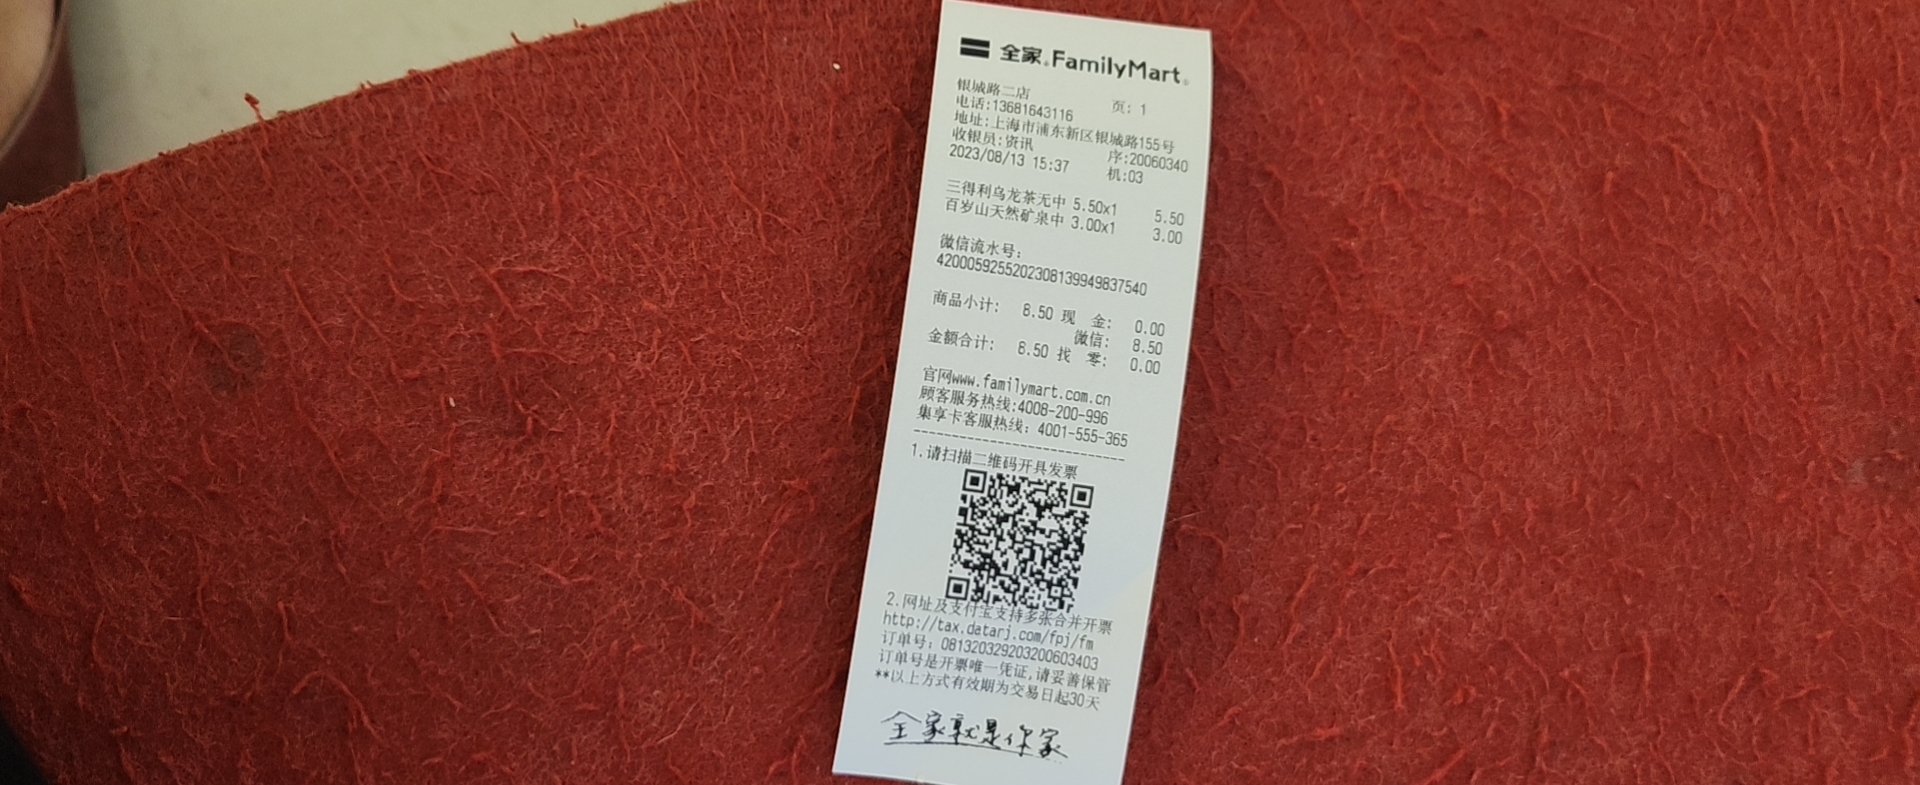 全家 FamilyMart
银城路二店 页: 1
电话:13681643116
地址:上海市浦东新区银城路155号
收银员:资讯 序:20060340
2023/08/13 15:37 机:03
三得利乌龙茶无中 5.50x1 5.50
百岁山天然矿泉中 3.00x1 3.00
微信流水号:
4200059255202308139949837540
商品小计: 8.50 现 金: 0.00
微信: 8.50
金额合计: 8.50 找 零: 0.00
官网www.familymart.com.cn
顾客服务热线:4008-200-996
集享卡客服热线: 4001-555-365
1.请扫描二维码开具发票
2.网址及支付宝支持多张合并开票
http://tax.datarj.com/fpj/fm
订单号: 081320329203200603403
订单号是开票唯一凭证,请妥善保管
**以上方式有效期为交易日起30天
全家就是你家